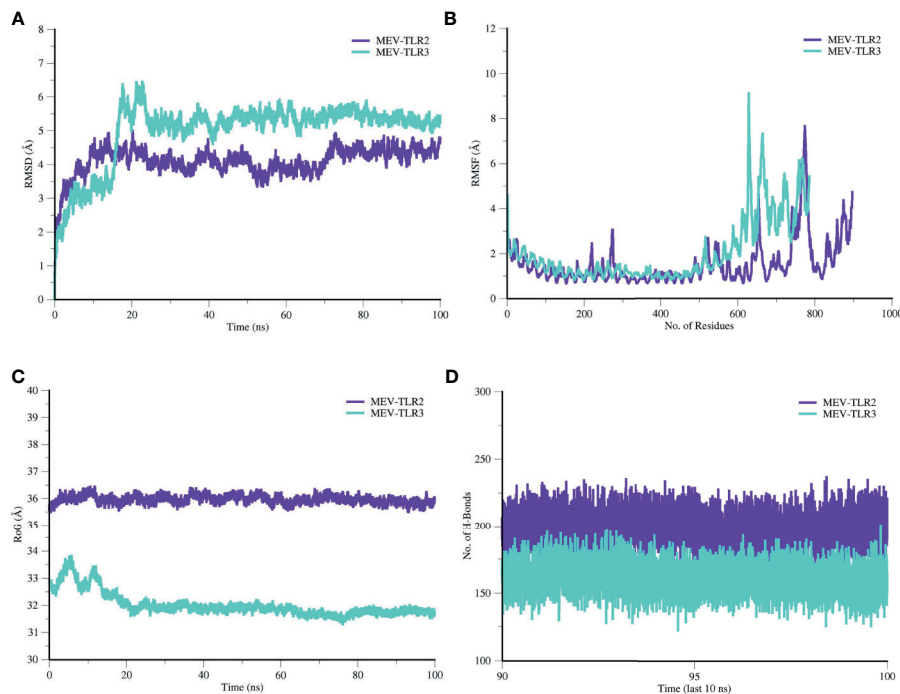 A
8
7
6
5
4
3
2
1
0
RMSD (Å)
0 20 40 60 80 100
Time (ns)
MEV-TLR2
MEV-TLR3
B
12
10
8
6
4
2
0
RMSF (Å)
0 200 400 600 800 1000
No. of Residues
MEV-TLR2
MEV-TLR3
C
40
39
38
37
36
35
34
33
32
31
30
RoG (Å)
0 20 40 60 80 100
Time (ns)
MEV-TLR2
MEV-TLR3
D
300
250
200
150
100
No. of H-Bonds
90 95 100
Time (last 10 ns)
MEV-TLR2
MEV-TLR3